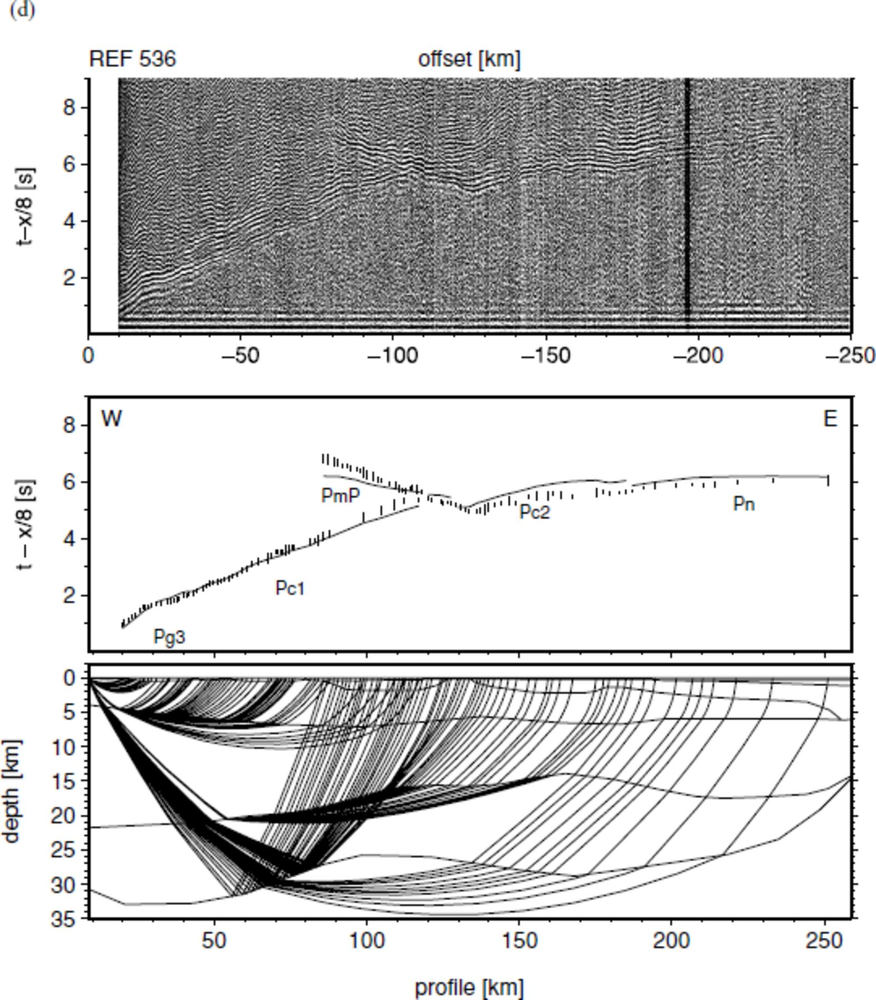 (d)
REF 536 offset [km]
8
6
4
2
t–x/8 [s]
0 –50 –100 –150 –200 –250
W E
8
6
4
2
t – x/8 [s]
PmP
Pc2
Pn
Pc1
Pg3
0
5
10
15
20
25
30
35
depth [km]
50 100 150 200 250
profile [km]